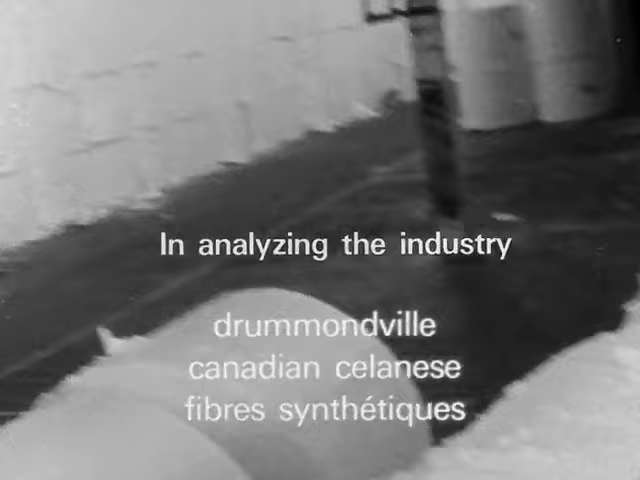 In analyzing the industry
drummondville
canadian celanese
fibres synthétiques